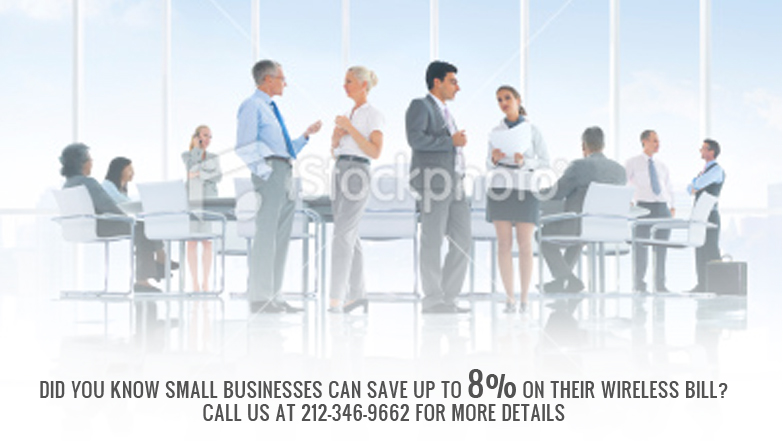 iStockphoto
DID YOU KNOW SMALL BUSINESSES CAN SAVE UP TO 8% ON THEIR WIRELESS BILL?
CALL US AT 212-346-9662 FOR MORE DETAILS